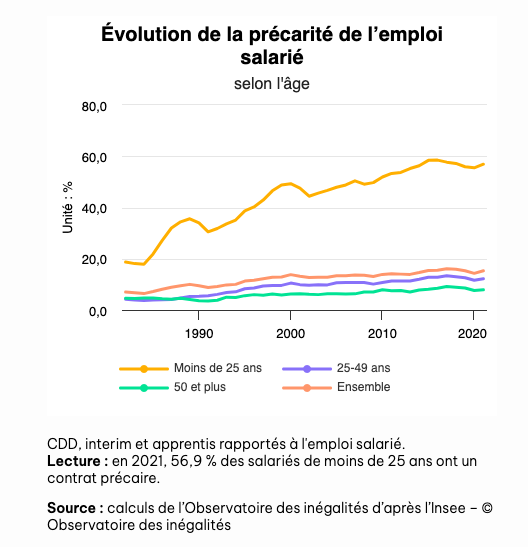 Évolution de la précarité de l'emploi
salarié
selon l'âge
Unité : %
80,0
60,0
40,0
20,0
0,0
1990 2000 2010 2020
Moins de 25 ans 25-49 ans
50 et plus Ensemble
CDD, interim et apprentis rapportés à l'emploi salarié.
Lecture : en 2021, 56,9 % des salariés de moins de 25 ans ont un
contrat précaire.
Source : calculs de l'Observatoire des inégalités d'après l'Insee – ©
Observatoire des inégalités